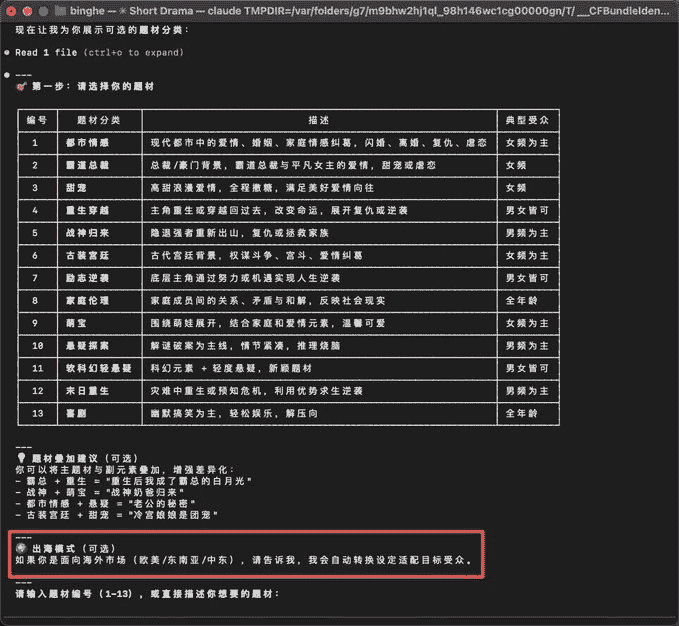 binghe — ✳ Short Drama — claude TMPDIR=/var/folders/g7/m9bhw2hj1ql_98h146wc1cg00000gn/T/ __CFBundleIden...
现在让我为你展示可选的题材分类：
Read 1 file (ctrl+o to expand)
---
第一步：请选择你的题材
编号 题材分类 描述 典型受众
1 都市情感 现代都市中的爱情、婚姻、家庭情感纠葛，闪婚、离婚、复仇、虐恋 女频为主
2 霸道总裁 总裁/豪门背景，霸道总裁与平凡女主的爱情，甜宠或虐恋 女频
3 甜宠 高甜浪漫爱情，全程撒糖，满足美好爱情向往 女频
4 重生穿越 主角重生或穿越回过去，改变命运，展开复仇或逆袭 男女皆可
5 战神归来 隐退强者重新出山，复仇或拯救家族 男频为主
6 古装宫廷 古代宫廷背景，权谋斗争、宫斗、爱情纠葛 女频为主
7 励志逆袭 底层主角通过努力或机遇实现人生逆袭 男女皆可
8 家庭伦理 家庭成员间的关系、矛盾与和解，反映社会现实 全年龄
9 萌宝 围绕萌娃展开，结合家庭和爱情元素，温馨可爱 女频为主
10 悬疑探案 解谜破案为主线，情节紧凑，推理烧脑 男频为主
11 软科幻轻悬疑 科幻元素 + 轻度悬疑，新颖题材 男女皆可
12 末日重生 灾难中重生或预知危机，利用优势求生逆袭 男频为主
13 喜剧 幽默搞笑为主，轻松娱乐，解压向 全年龄
---
题材叠加建议（可选）
你可以将主题材与副元素叠加，增强差异化：
- 霸总 + 重生 = "重生后我成了霸总的白月光"
- 战神 + 萌宝 = "战神奶爸归来"
- 都市情感 + 悬疑 = "老公的秘密"
- 古装宫廷 + 甜宠 = "冷宫娘娘是团宠"
---
出海模式（可选）
如果你是面向海外市场（欧美/东南亚/中东），请告诉我，我会自动转换设定适配目标受众。
---
请输入题材编号（1-13），或直接描述你想要的题材：